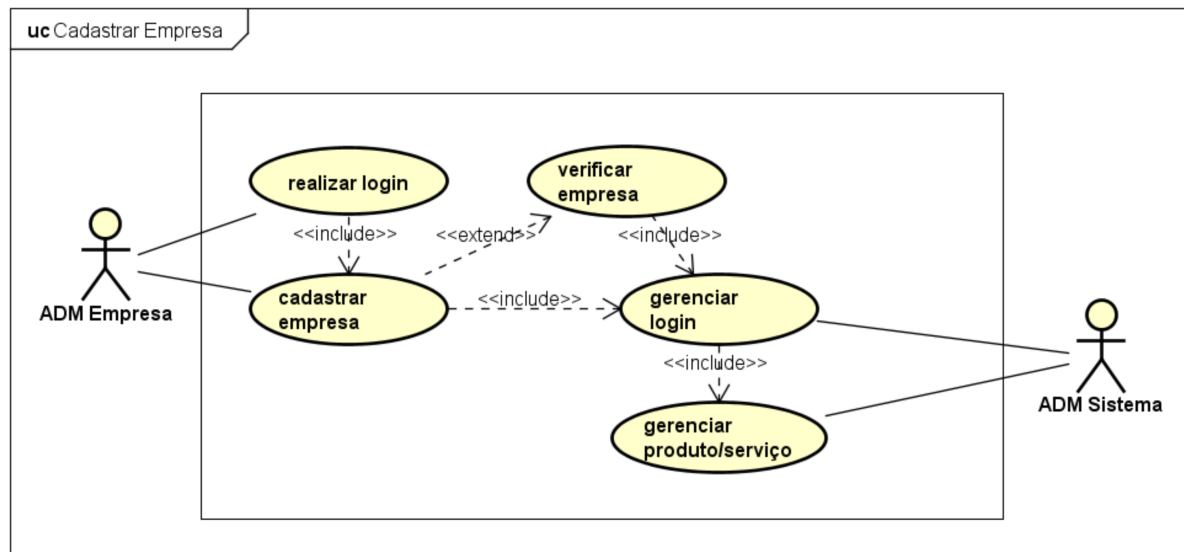 uc Cadastrar Empresa
realizar login
verificar
empresa
<<include>>
<<extend>>
<<include>>
ADM Empresa
cadastrar
empresa
<<include>>
gerenciar
login
<<include>>
ADM Sistema
gerenciar
produto/serviço